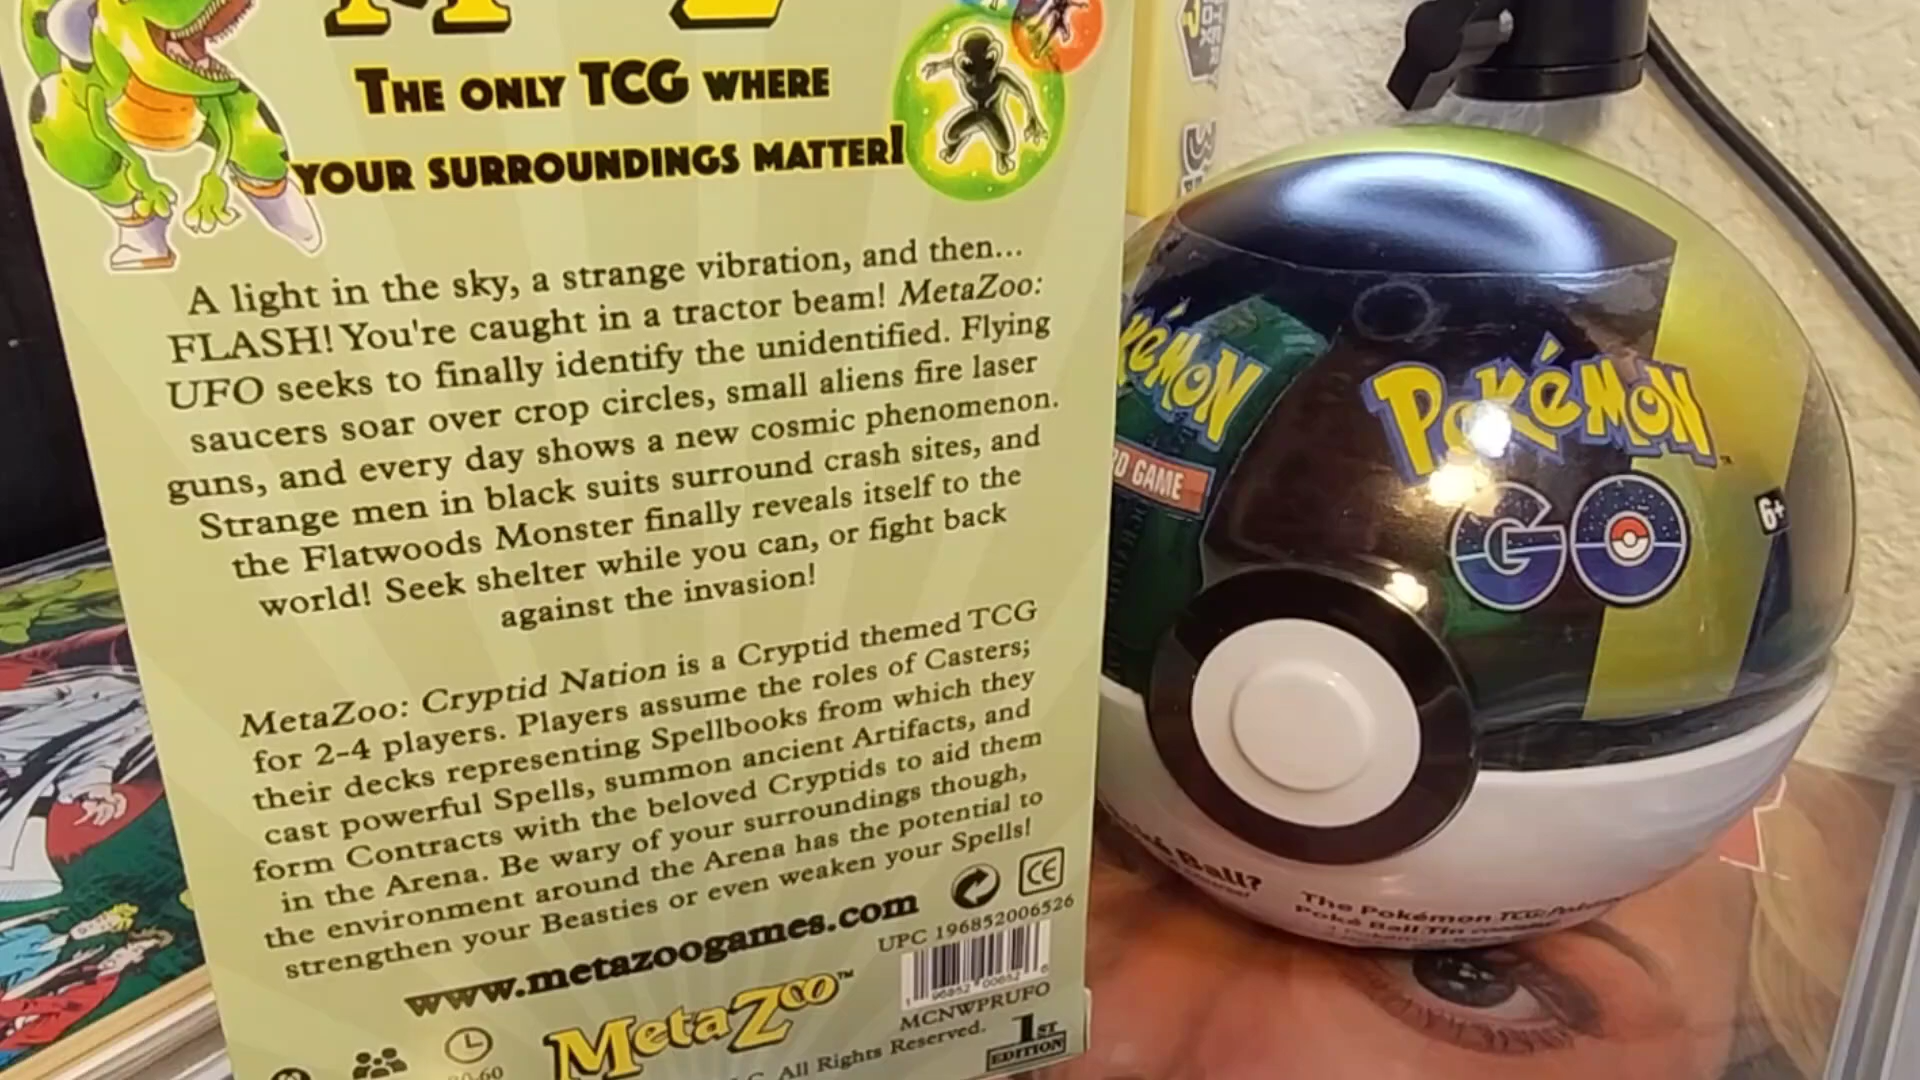 THE ONLY TCG WHERE
YOUR SURROUNDINGS MATTER!
A light in the sky, a strange vibration, and then...
FLASH! You're caught in a tractor beam! MetaZoo:
UFO seeks to finally identify the unidentified. Flying
saucers soar over crop circles, small aliens fire laser
guns, and every day shows a new cosmic phenomenon.
Strange men in black suits surround crash sites, and
the Flatwoods Monster finally reveals itself to the
world! Seek shelter while you can, or fight back
against the invasion!
MetaZoo: Cryptid Nation is a Cryptid themed TCG
for 2-4 players. Players assume the roles of Casters;
their decks representing Spellbooks from which they
cast powerful Spells, summon ancient Artifacts, and
form Contracts with the beloved Cryptids to aid them
in the Arena. Be wary of your surroundings though,
the environment around the Arena has the potential to
strengthen your Beasties or even weaken your Spells!
www.metazoogames.com
CE
UPC 196852006526
1 96852 00652 6
MCNWPRUFO
MetaZoo™
All Rights Reserved.
1ST
EDITION
POKÉMON
GO
6+
GAME
Ball?
The Pokémon TCG:
Poké Ball Tin